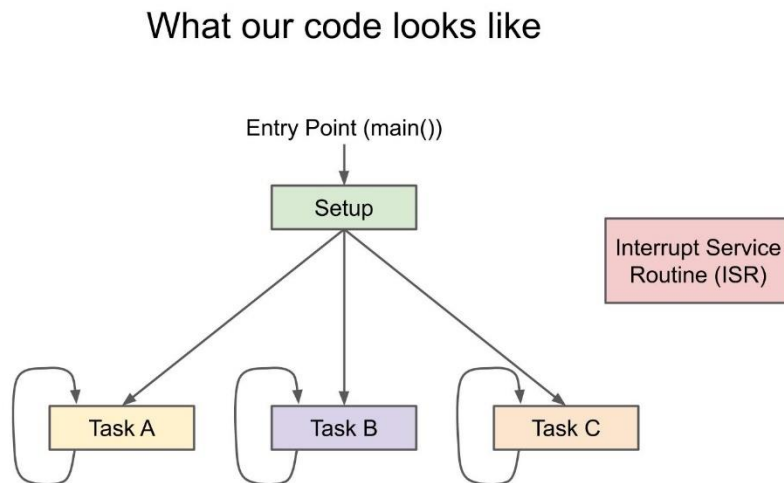 What our code looks like
Entry Point (main())
Setup
Interrupt Service
Routine (ISR)
Task A
Task B
Task C